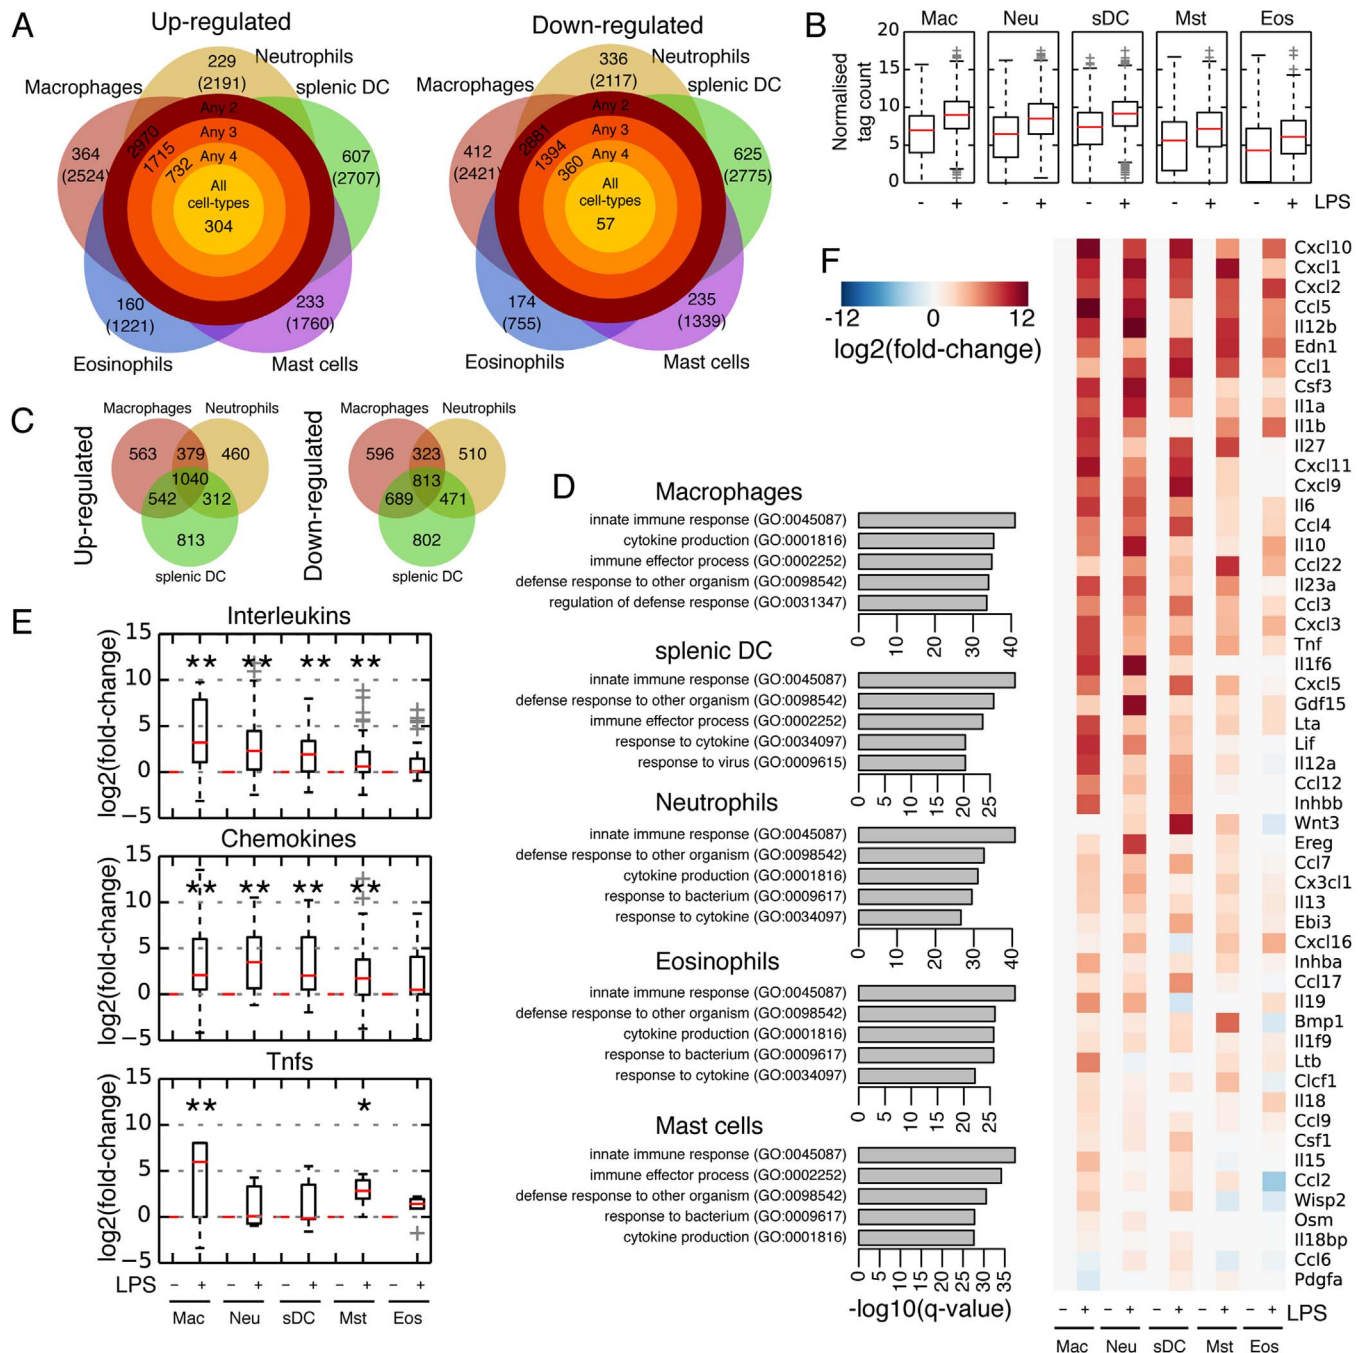 A
Up-regulated
Neutrophils
Macrophages
splenic DC
229
(2191)
Any 2
Any 3
Any 4
All
cell-types
304
2970
1715
732
364
(2524)
607
(2707)
160
(1221)
233
(1760)
Eosinophils
Mast cells
Down-regulated
Neutrophils
Macrophages
splenic DC
336
(2117)
Any 2
Any 3
Any 4
All
cell-types
57
2881
1394
360
412
(2421)
625
(2775)
174
(755)
235
(1339)
Eosinophils
Mast cells
B
Mac Neu sDC Mst Eos
Normalised
tag count
20
15
10
5
0
- + - + - + - + - + LPS
C
Up-regulated
Macrophages Neutrophils
563 379 460
1040
542 312
813
splenic DC
Down-regulated
Macrophages Neutrophils
596 323 510
813
689 471
802
splenic DC
D
Macrophages
innate immune response (GO:0045087)
cytokine production (GO:0001816)
immune effector process (GO:0002252)
defense response to other organism (GO:0098542)
regulation of defense response (GO:0031347)
0 10 20 30 40
splenic DC
innate immune response (GO:0045087)
defense response to other organism (GO:0098542)
immune effector process (GO:0002252)
response to cytokine (GO:0034097)
response to virus (GO:0009615)
0 5 10 15 20 25
Neutrophils
innate immune response (GO:0045087)
defense response to other organism (GO:0098542)
cytokine production (GO:0001816)
response to bacterium (GO:0009617)
response to cytokine (GO:0034097)
0 10 20 30 40
Eosinophils
innate immune response (GO:0045087)
defense response to other organism (GO:0098542)
cytokine production (GO:0001816)
response to bacterium (GO:0009617)
response to cytokine (GO:0034097)
0 5 10 15 20 25
Mast cells
innate immune response (GO:0045087)
immune effector process (GO:0002252)
defense response to other organism (GO:0098542)
response to bacterium (GO:0009617)
cytokine production (GO:0001816)
0 5 10 15 20 25 30 35
-log10(q-value)
E
Interleukins
log2(fold-change)
15
10
5
0
−5
** ** ** **
Chemokines
log2(fold-change)
15
10
5
0
−5
** ** ** **
Tnfs
log2(fold-change)
15
10
5
0
−5
** *
LPS − + − + − + − + − +
Mac Neu sDC Mst Eos
F
-12 0 12
log2(fold-change)
Cxcl10
Cxcl1
Cxcl2
Ccl5
Il12b
Edn1
Ccl1
Csf3
Il1a
Il1b
Il27
Cxcl11
Cxcl9
Il6
Ccl4
Il10
Ccl22
Il23a
Ccl3
Cxcl3
Tnf
Il1f6
Cxcl5
Gdf15
Lta
Lif
Il12a
Ccl12
Inhbb
Wnt3
Ereg
Ccl7
Cx3cl1
Il13
Ebi3
Cxcl16
Inhba
Ccl17
Il19
Bmp1
Il1f9
Ltb
Clcf1
Il18
Ccl9
Csf1
Il15
Ccl2
Wisp2
Osm
Il18bp
Ccl6
Pdgfa
− + − + − + − + − + LPS
Mac Neu sDC Mst Eos